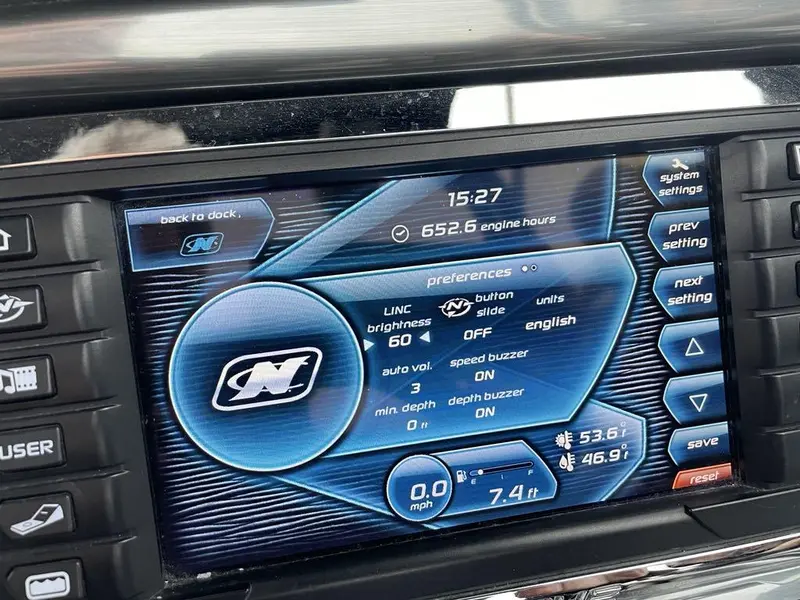 back to dock.
15:27
652.6 engine hours
system
settings
prev
setting
next
setting
save
reset
preferences
LINC
brightness
60
button
slide
OFF
units
english
auto vol.
3
speed buzzer
ON
min. depth
0 ft
depth buzzer
ON
53.6°f
46.9°f
0.0
mph
E F
7.4 ft
USER